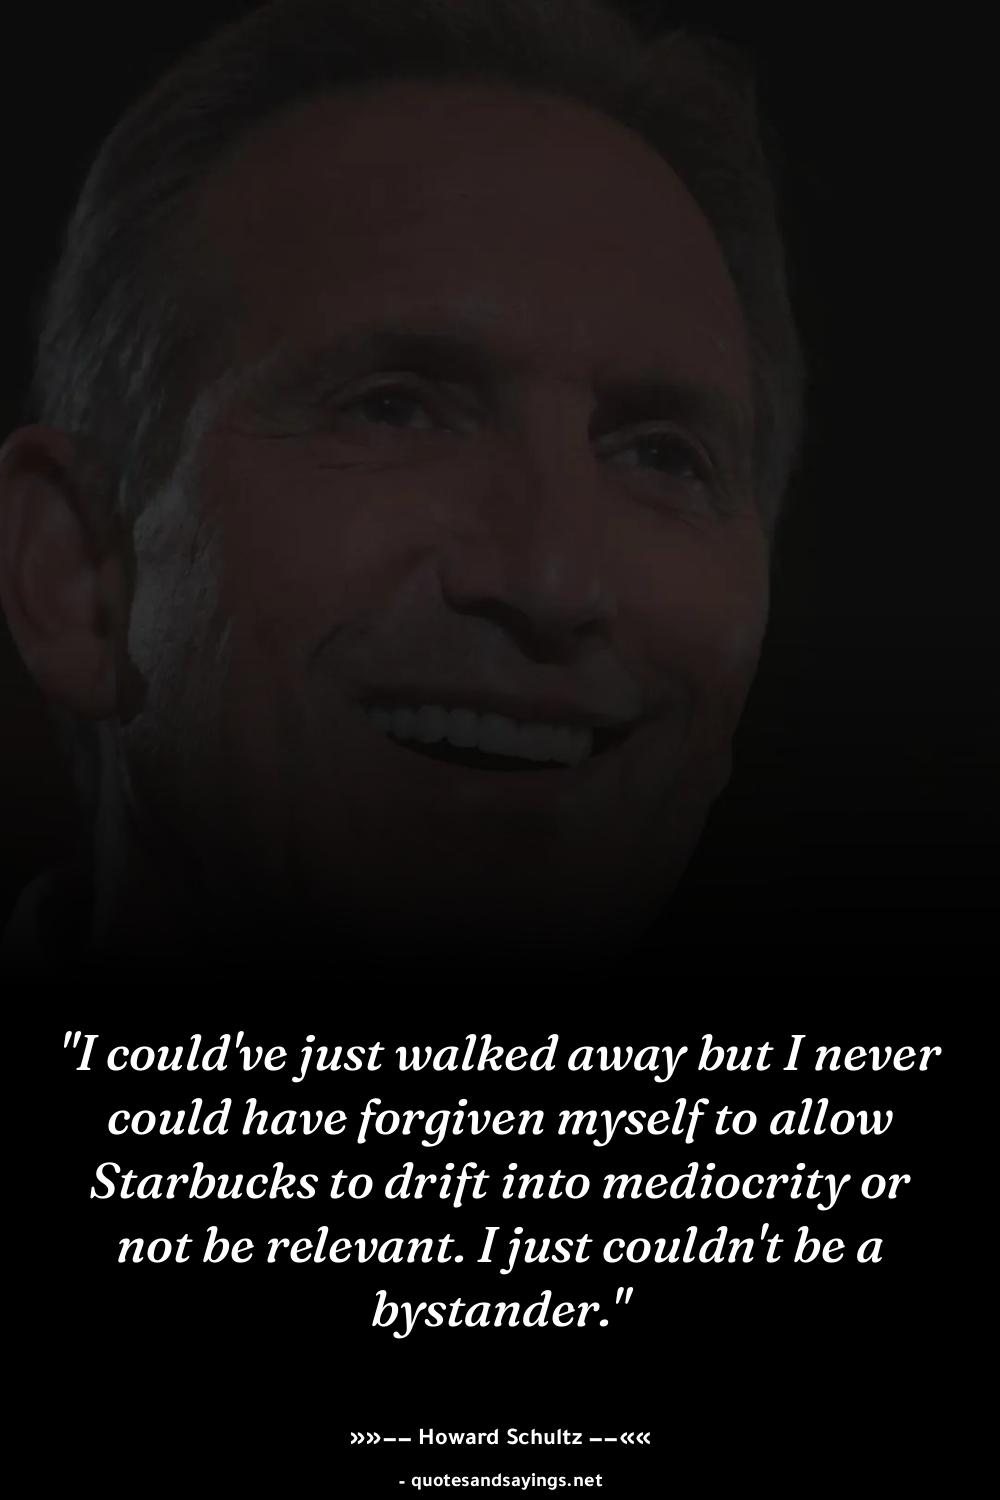 "I could've just walked away but I never
could have forgiven myself to allow
Starbucks to drift into mediocrity or
not be relevant. I just couldn't be a
bystander."
»»−− Howard Schultz −−««
- quotesandsayings.net